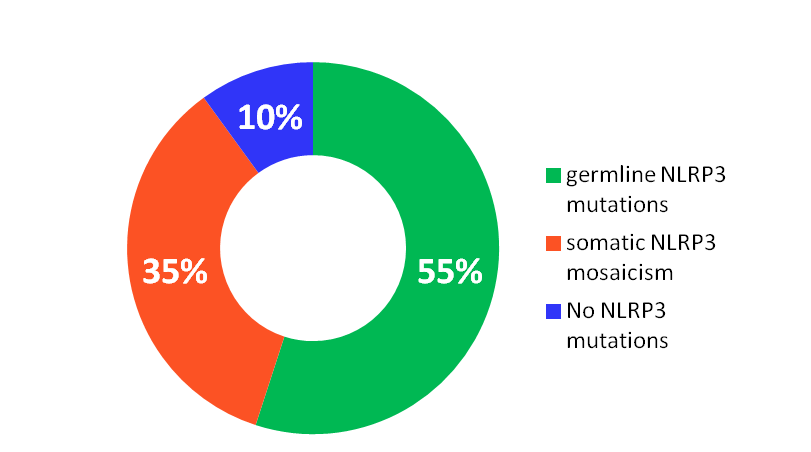 10%
35%
55%
germline NLRP3
mutations
somatic NLRP3
mosaicism
No NLRP3
mutations